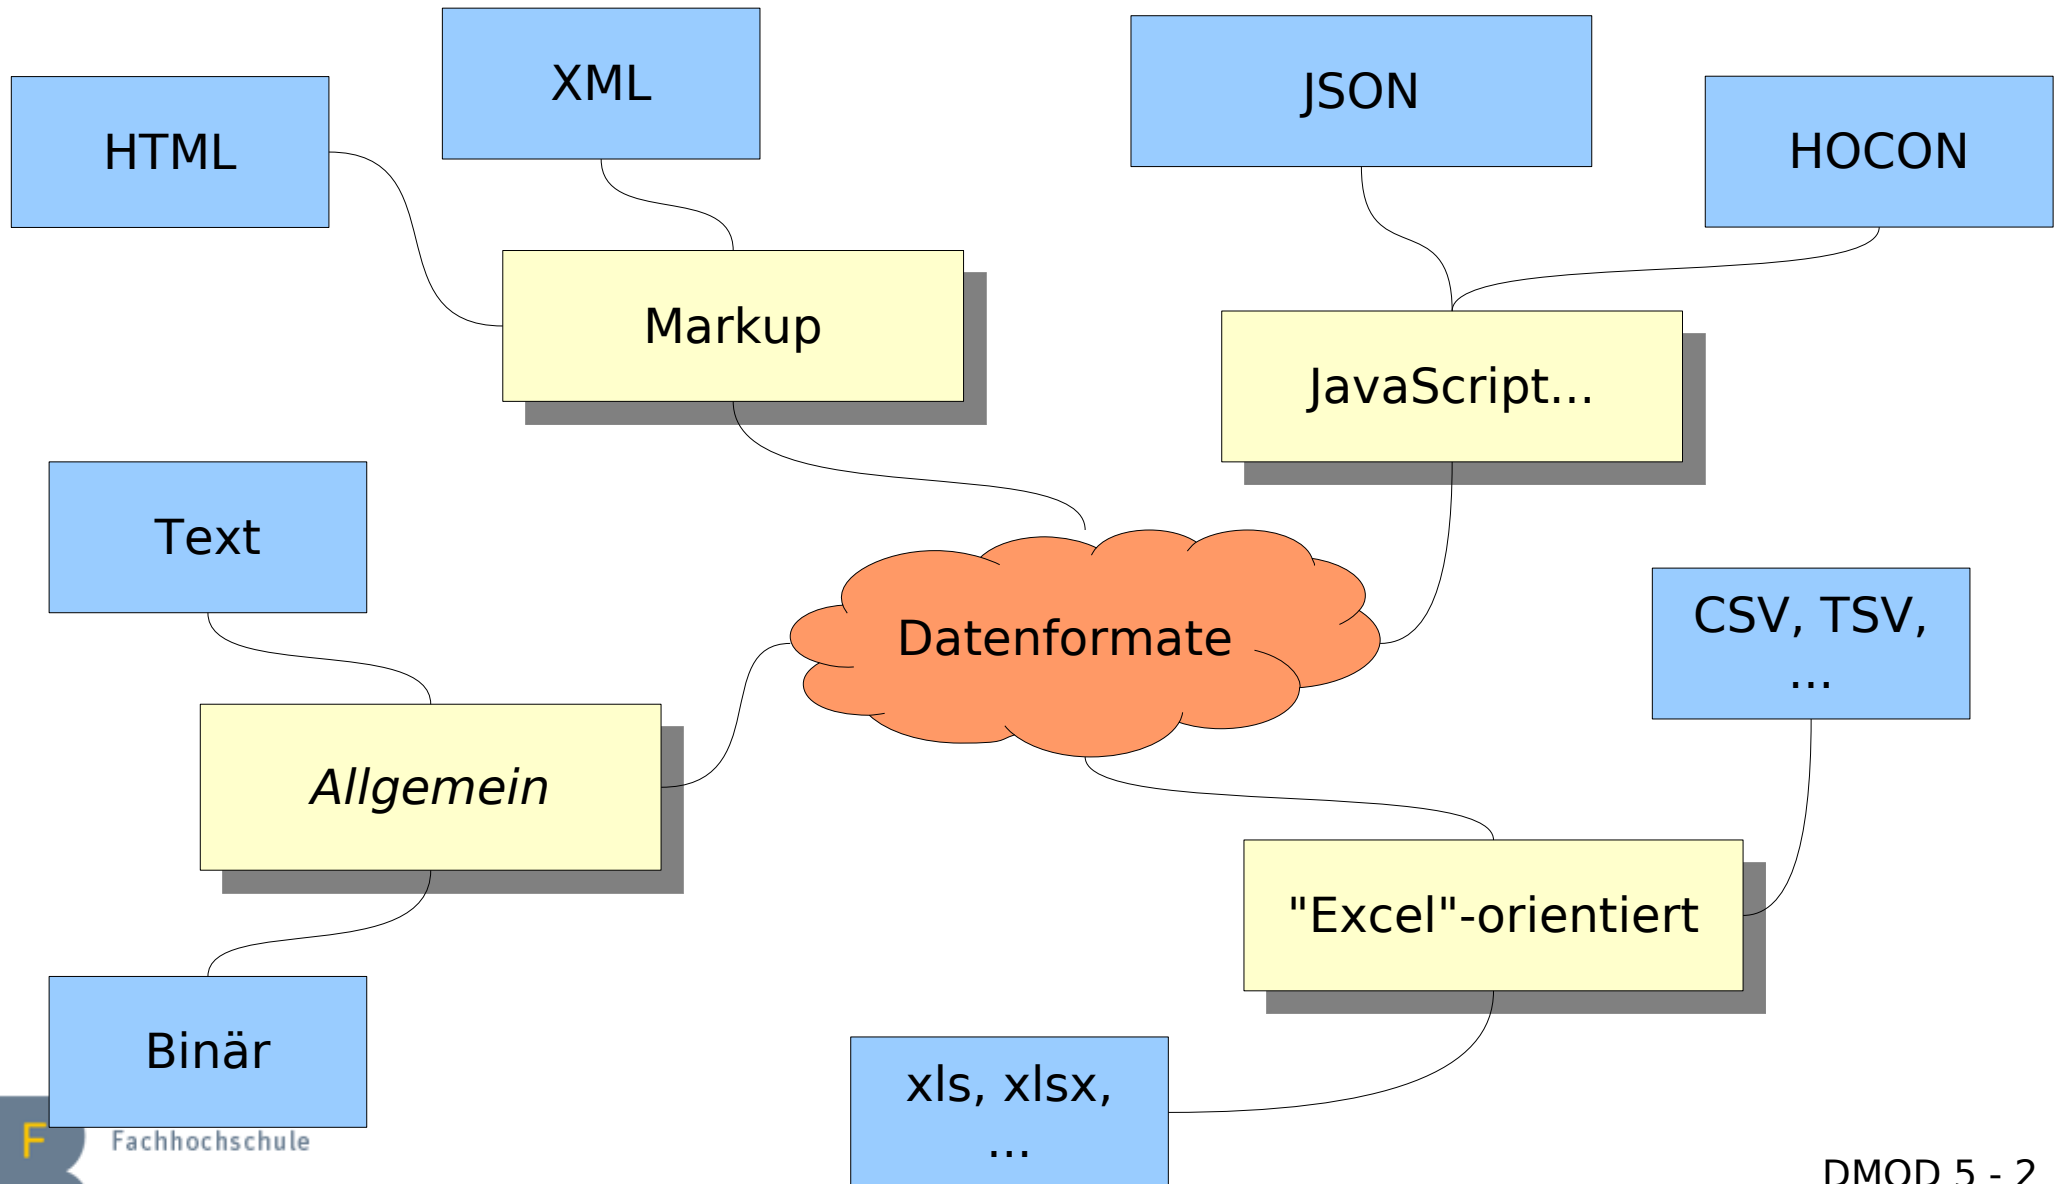 XML
JSON
HTML
HOCON
Markup
JavaScript...
Text
CSV, TSV,
...
Datenformate
Allgemein
"Excel"-orientiert
Binär
xls, xlsx,
...
F
Fachhochschule
DMOD 5 - 2